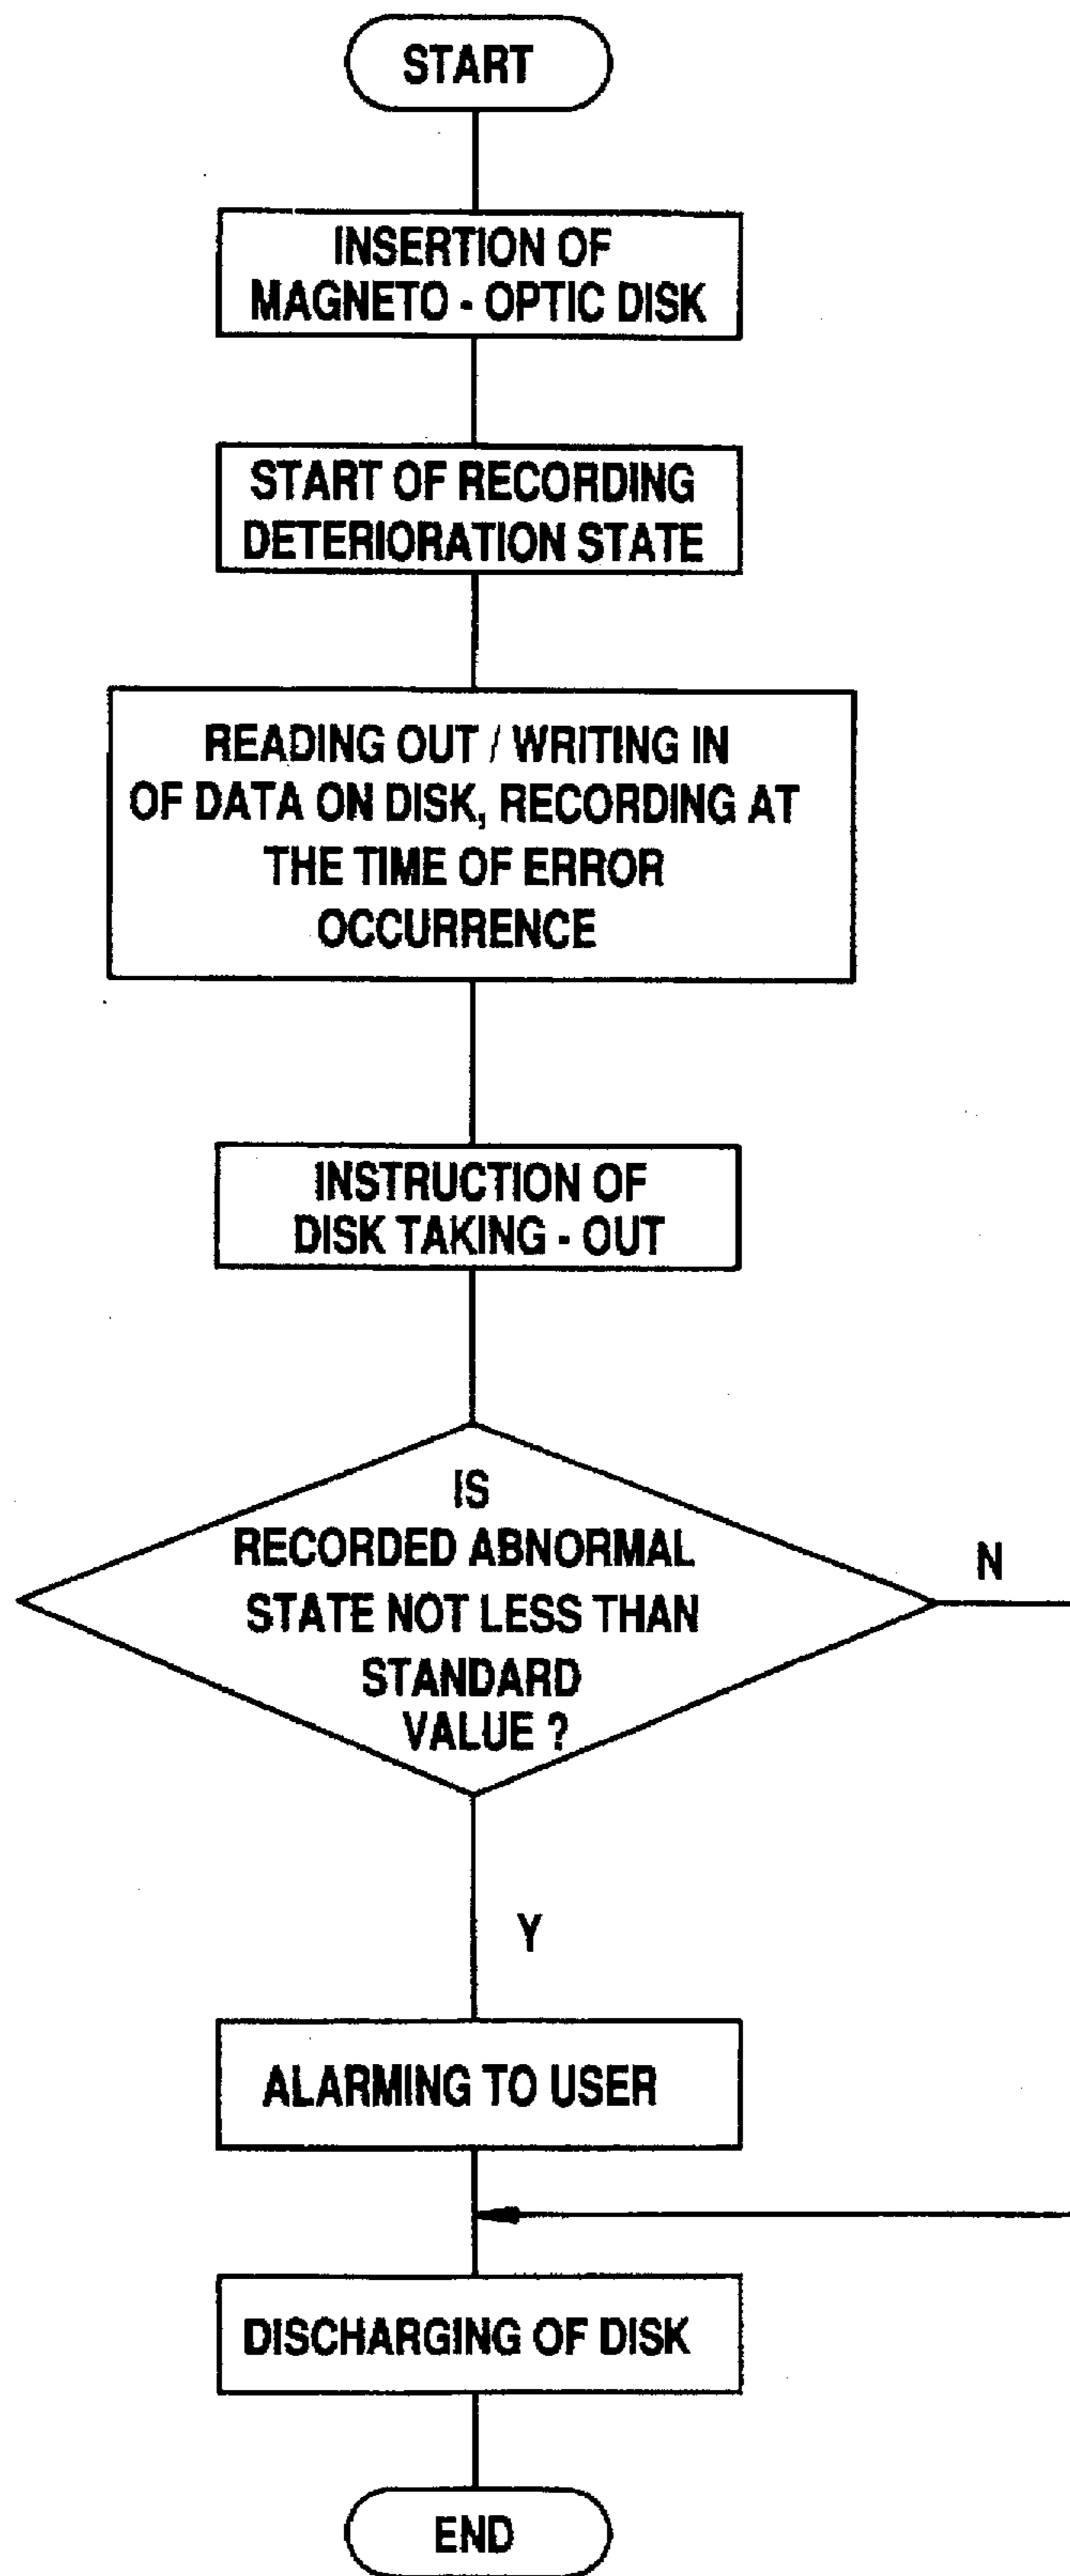 START
INSERTION OF
MAGNETO - OPTIC DISK
START OF RECORDING
DETERIORATION STATE
READING OUT / WRITING IN
OF DATA ON DISK, RECORDING AT
THE TIME OF ERROR
OCCURRENCE
INSTRUCTION OF
DISK TAKING - OUT
IS
RECORDED ABNORMAL
STATE NOT LESS THAN
STANDARD
VALUE ?
N
Y
ALARMING TO USER
DISCHARGING OF DISK
END